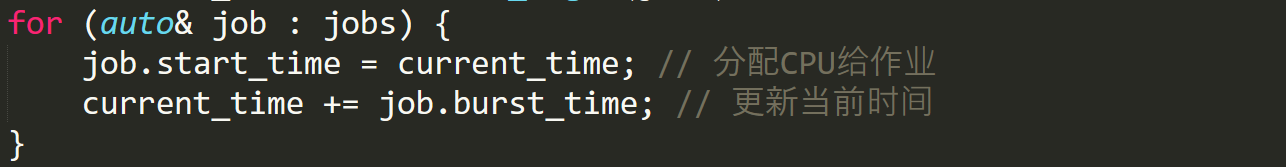 for (auto& job : jobs) {
    job.start_time = current_time; // 分配CPU给作业
    current_time += job.burst_time; // 更新当前时间
}